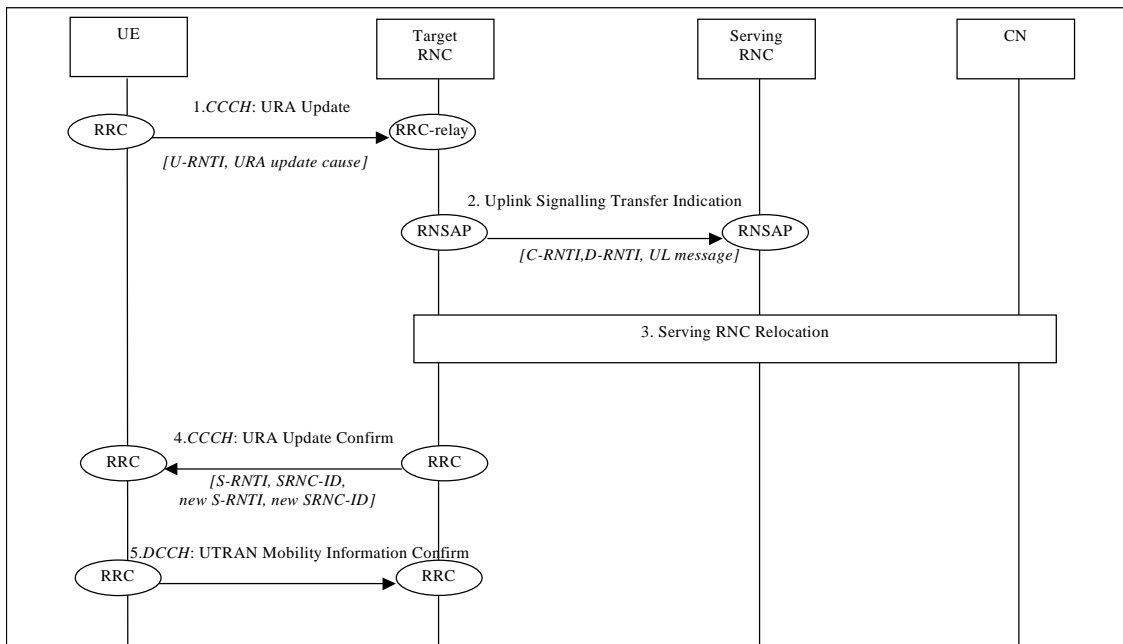 UE
Target
RNC
Serving
RNC
CN
1.CCCH: URA Update
RRC
RRC-relay
[U-RNTI, URA update cause]
2. Uplink Signalling Transfer Indication
RNSAP
RNSAP
[C-RNTI,D-RNTI, UL message]
3. Serving RNC Relocation
4.CCCH: URA Update Confirm
RRC
RRC
[S-RNTI, SRNC-ID,
new S-RNTI, new SRNC-ID]
5.DCCH: UTRAN Mobility Information Confirm
RRC
RRC